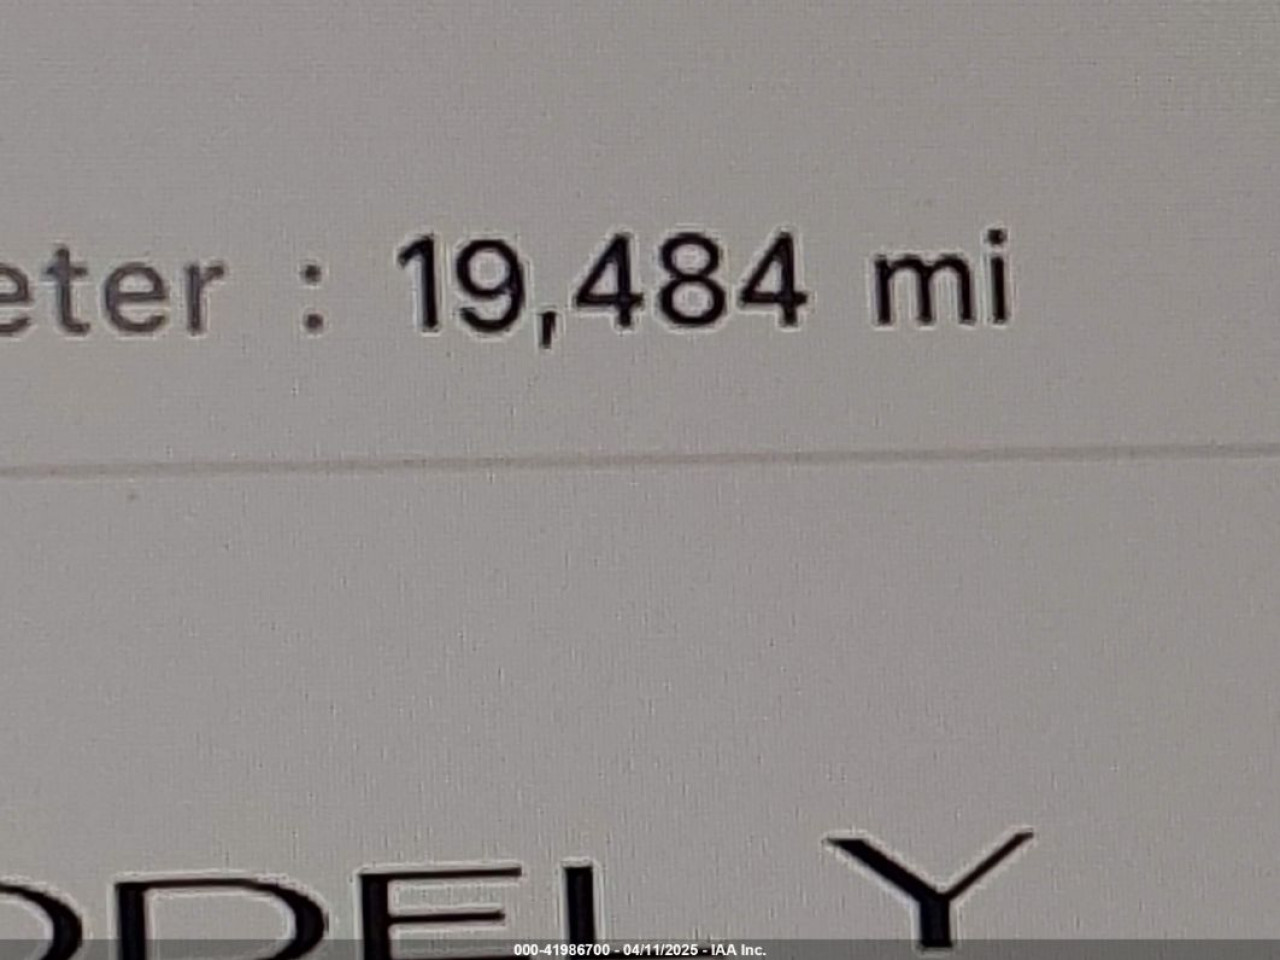 eter : 19,484 mi
ODEL Y
000-41986700 - 04/11/2025 - IAA Inc.